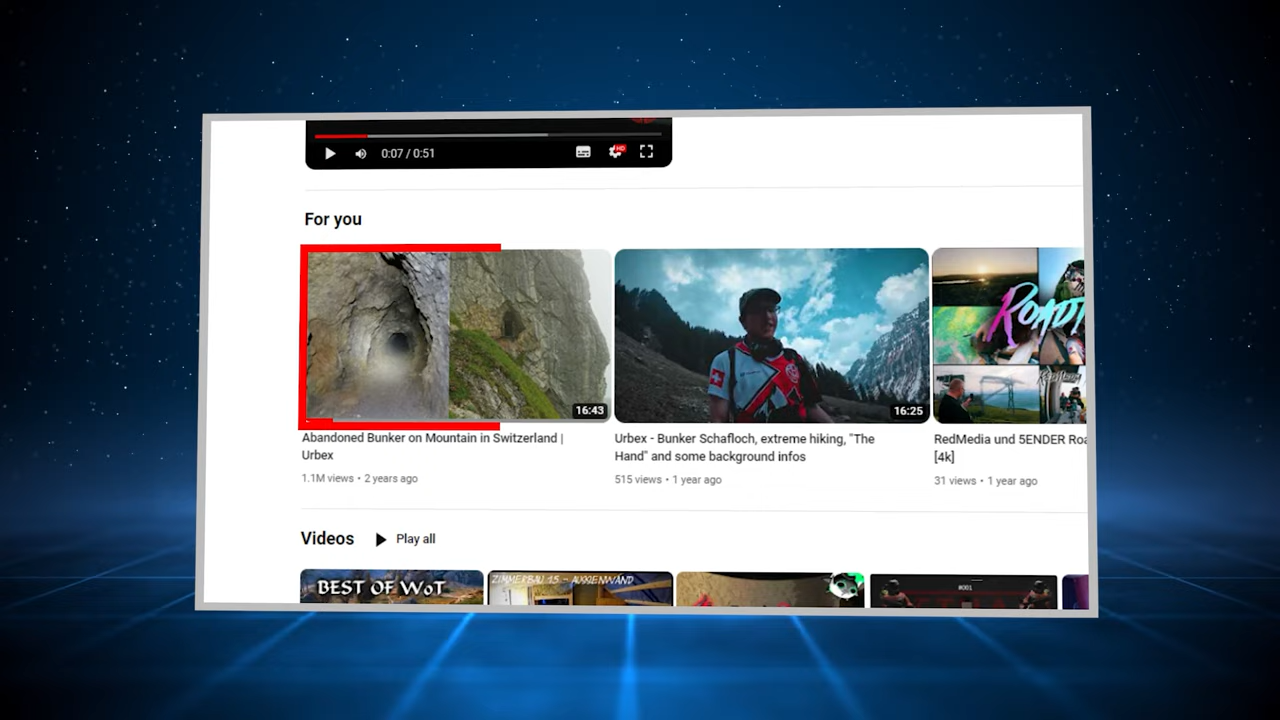 0:07 / 0:51
HD
For you
16:43
16:25
ROADT
Abandoned Bunker on Mountain in Switzerland |
Urbex
1.1M views • 2 years ago
Urbex - Bunker Schafloch, extreme hiking, "The
Hand" and some background infos
515 views • 1 year ago
RedMedia und 5ENDER Roa
[4k]
31 views • 1 year ago
Videos
Play all
BEST OF WoT
ZIMMERBAU 15 - AUSSENWAND
#001